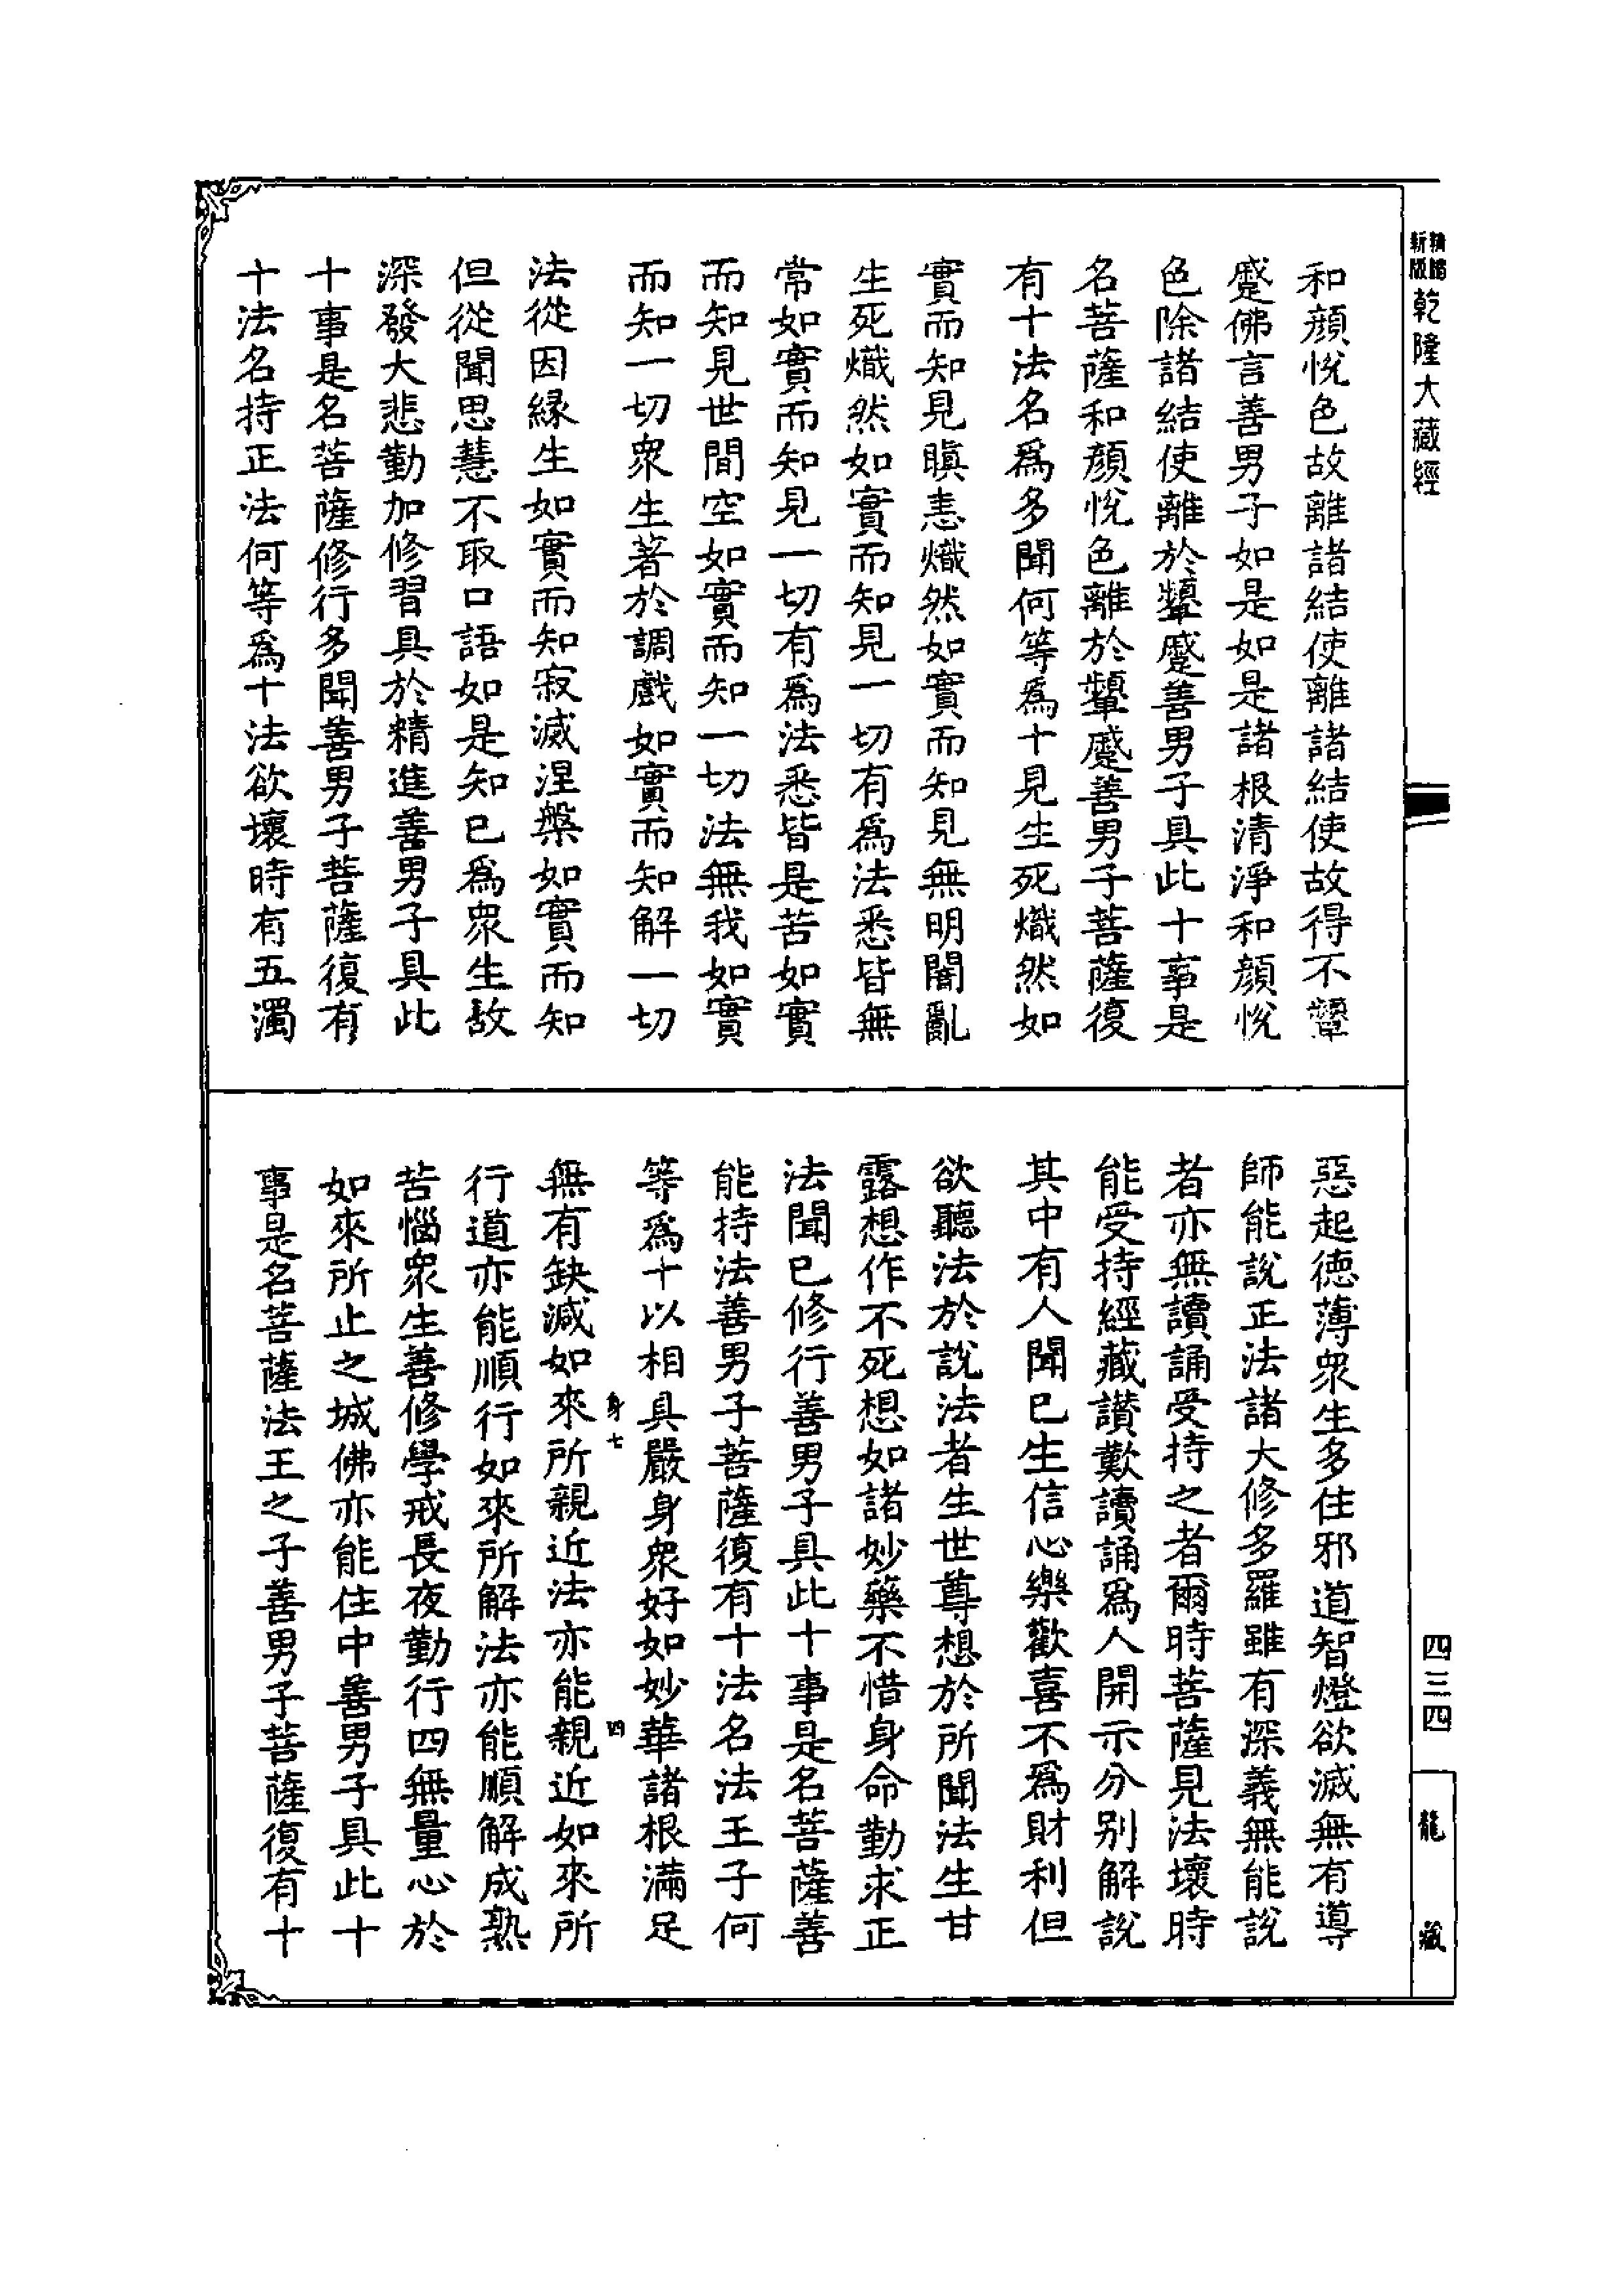 新版
乾隆大藏經
和顏悅色故離諸結使離諸結使故得不顰
蹙佛言善男子如是如是諸根清淨和顏悅
色除諸結使離於顰蹙善男子具此十事是
名菩薩和顏悅色離於顰蹙善男子菩薩復
有十法名爲多聞何等爲十見生死熾然如
實而知見瞋恚熾然如實而知見無明闇亂
生死熾然如實而知見一切有爲法悉皆無
常如實而知見一切有爲法悉皆是苦如實
而知見世間空如實而知一切法無我如實
而知一切衆生著於調戲如實而知解一切
法從因緣生如實而知寂滅涅槃如實而知
但從聞思慧不取口語如是知已爲衆生故
深發大悲勤加修習具於精進善男子具此
十事是名菩薩修行多聞善男子菩薩復有
十法名持正法何等爲十法欲壞時有五濁
惡起德薄衆生多住邪道智燈欲滅無有導
師能說正法諸大修多羅雖有深義無能說
者亦無讀誦受持之者爾時菩薩見法壞時
能受持經藏讃歎讀誦爲人開示分別解說
其中有人聞已生信心樂歡喜不爲財利但
欲聽法於說法者生世尊想於所聞法生甘
露想作不死想如諸妙藥不惜身命勤求正
法聞已修行善男子具此十事是名菩薩善
能持法善男子菩薩復有十法名法王子何
等爲十以相具嚴身衆好如妙華諸根滿足
身七
四
無有缺減如來所親近法亦能親近如來所
行道亦能順行如來所解法亦能順解成熟
苦惱衆生善修學戒長夜勤行四無量心於
如來所止之城佛亦能住中善男子具此十
事是名菩薩法王之子善男子菩薩復有十
四三四
龍藏